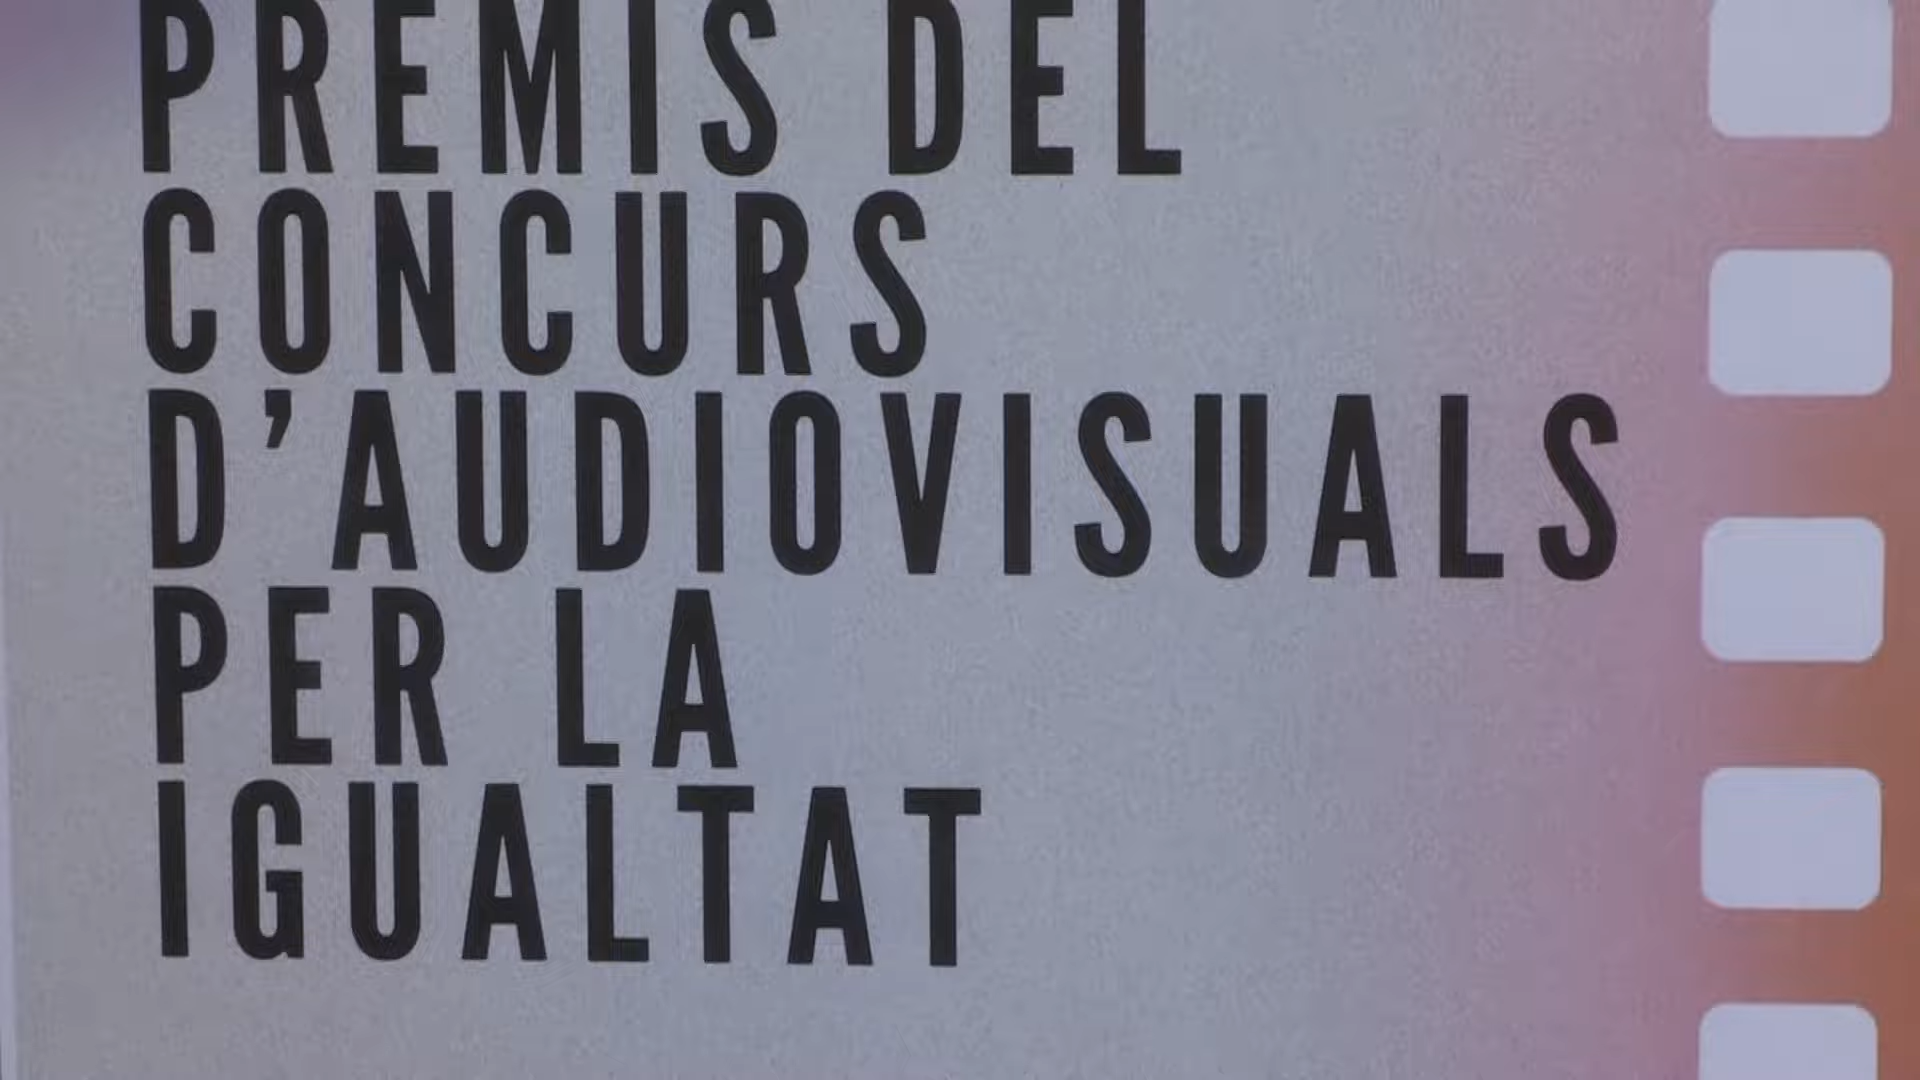 PREMIS DEL
CONCURS
D'AUDIOVISUALS
PER LA
IGUALTAT